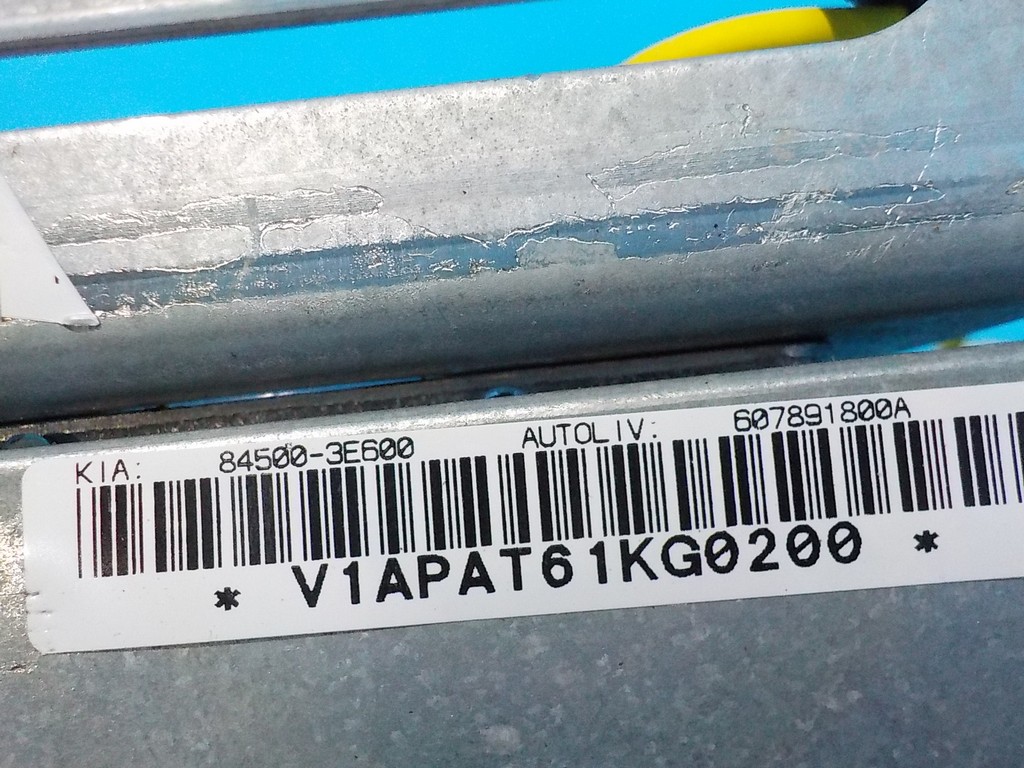 KIA: 84500-3E600 AUTOLIV: 607891800A
* V1APAT61KG0200 *